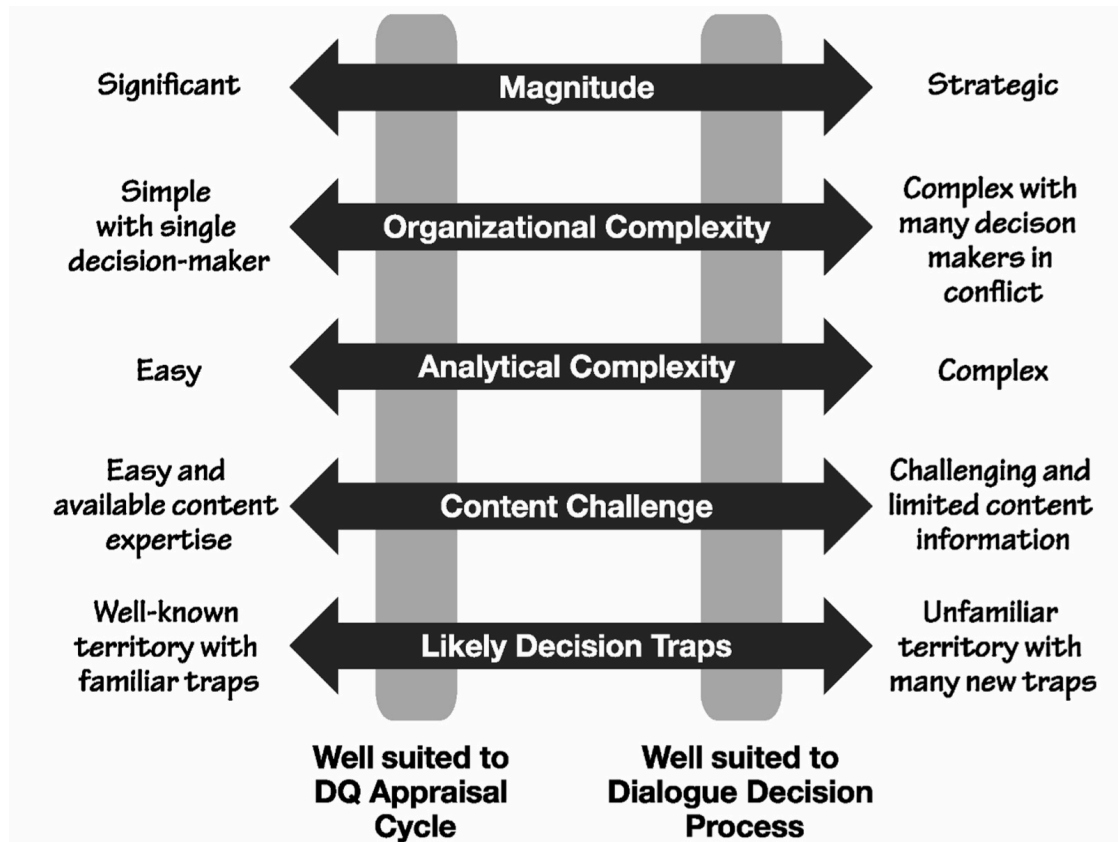 Significant
Magnitude
Strategic
Simple
with single
decision-maker
Organizational Complexity
Complex with
many decison
makers in
conflict
Easy
Analytical Complexity
Complex
Easy and
available content
expertise
Content Challenge
Challenging and
limited content
information
Well-known
territory with
familiar traps
Likely Decision Traps
Unfamiliar
territory with
many new traps
Well suited to
DQ Appraisal
Cycle
Well suited to
Dialogue Decision
Process